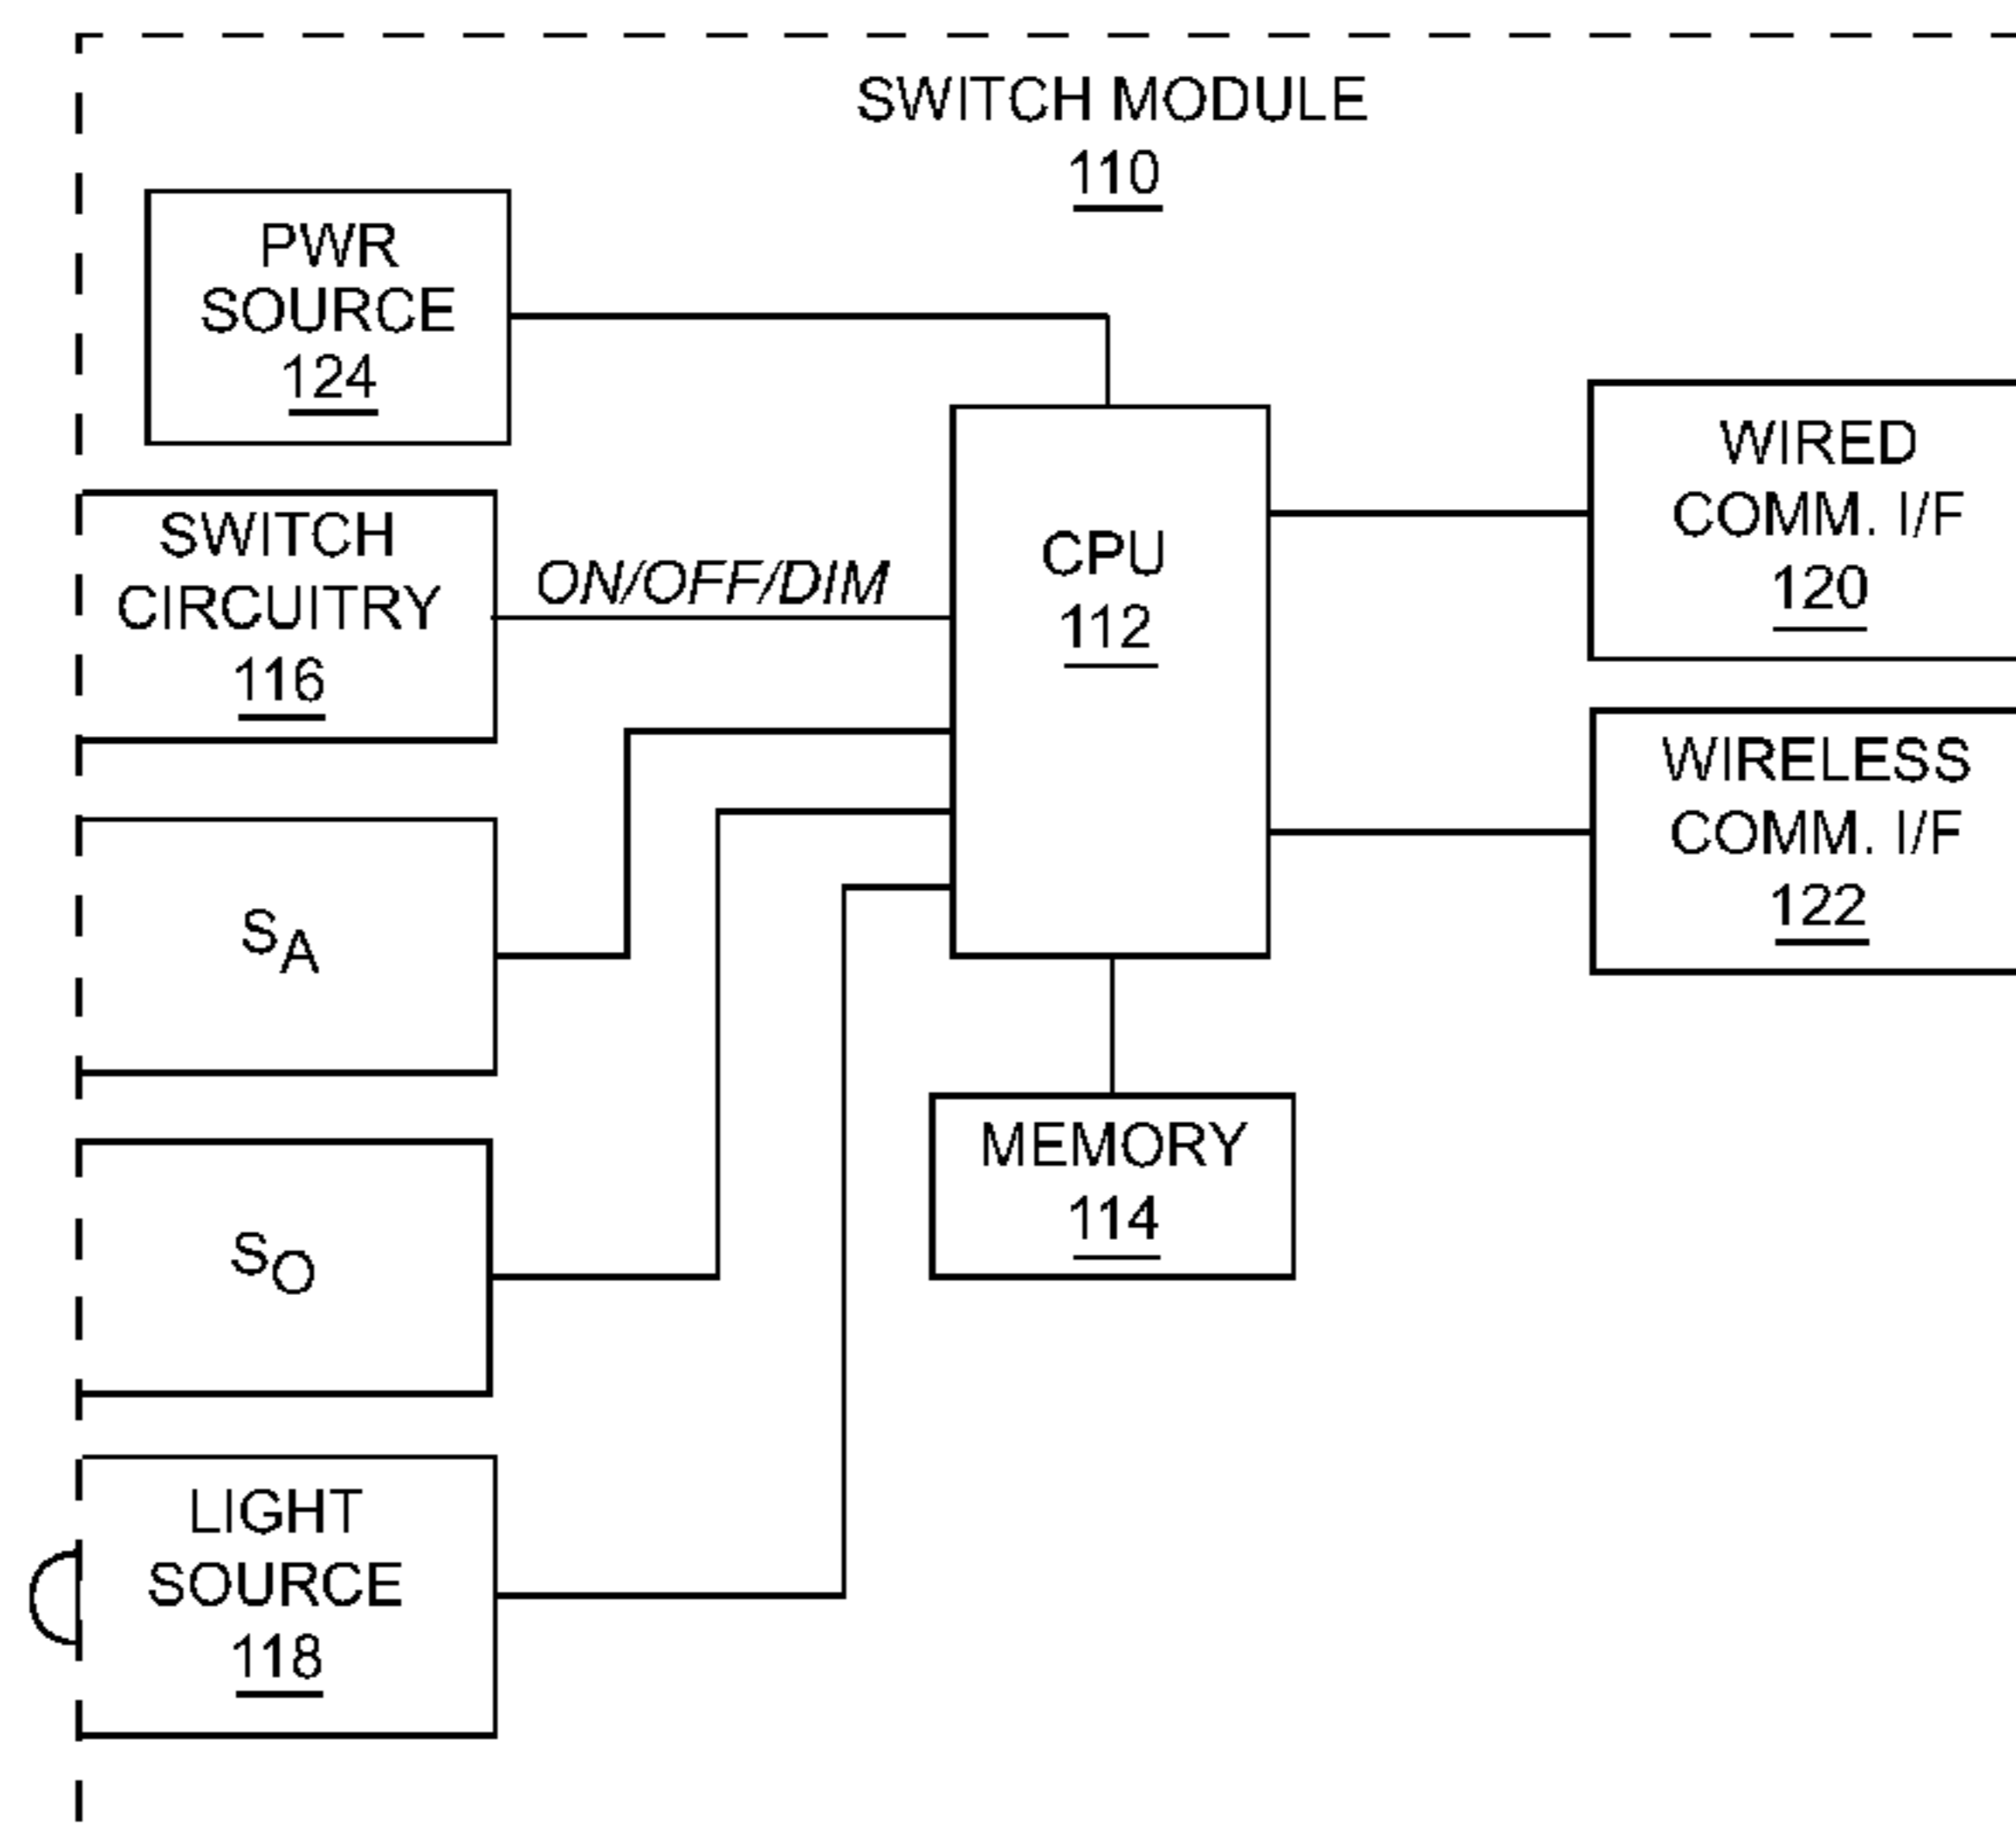 SWITCH MODULE
110
PWR
SOURCE
124
SWITCH
CIRCUITRY
116
ON/OFF/DIM
CPU
112
WIRED
COMM. I/F
120
WIRELESS
COMM. I/F
122
SA
SO
MEMORY
114
LIGHT
SOURCE
118